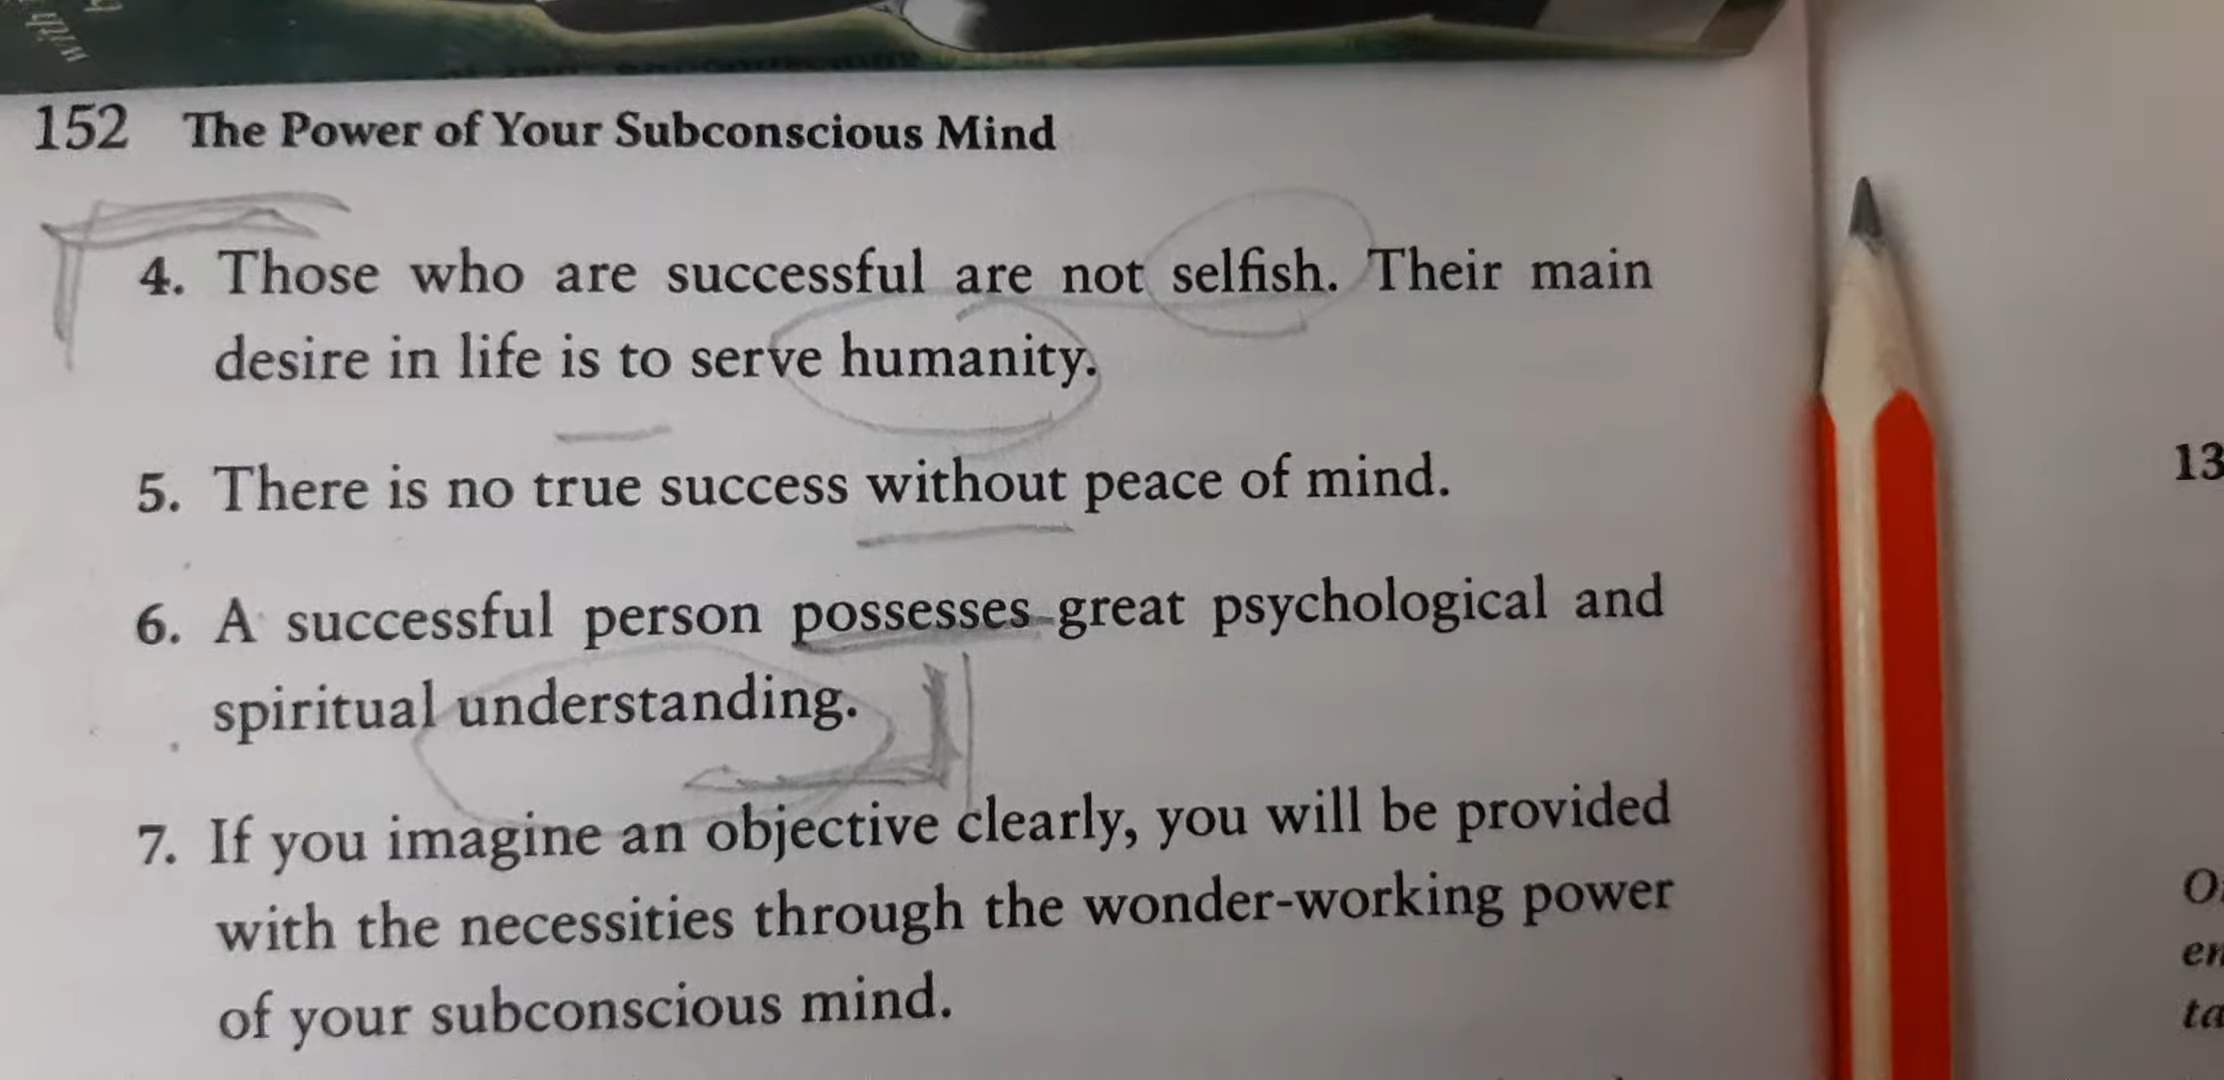 with
152 The Power of Your Subconscious Mind
4. Those who are successful are not selfish. Their main
desire in life is to serve humanity.
5. There is no true success without peace of mind.
6. A successful person possesses great psychological and
spiritual understanding.
7. If you imagine an objective clearly, you will be provided
with the necessities through the wonder-working power
of your subconscious mind.
13
en
ta